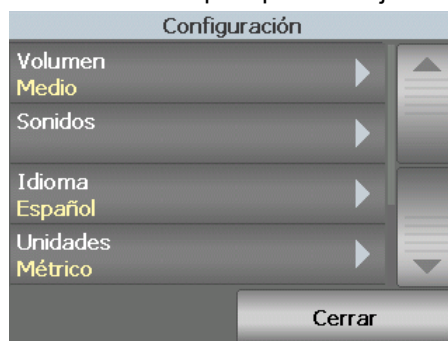 Configuración
Volumen
Medio
Sonidos
Idioma
Español
Unidades
Métrico
Cerrar